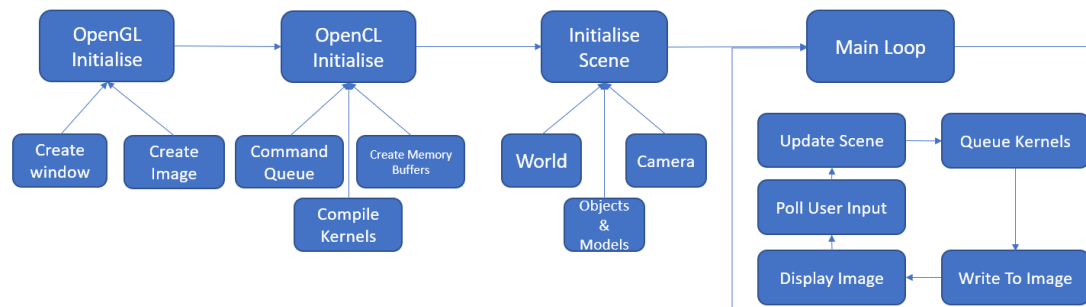 OpenGL
Initialise
OpenCL
Initialise
Initialise
Scene
Main Loop
Create
window
Create
Image
Command
Queue
Create Memory
Buffers
Compile
Kernels
World
Camera
Objects
&
Models
Update Scene
Queue Kernels
Poll User Input
Display Image
Write To Image